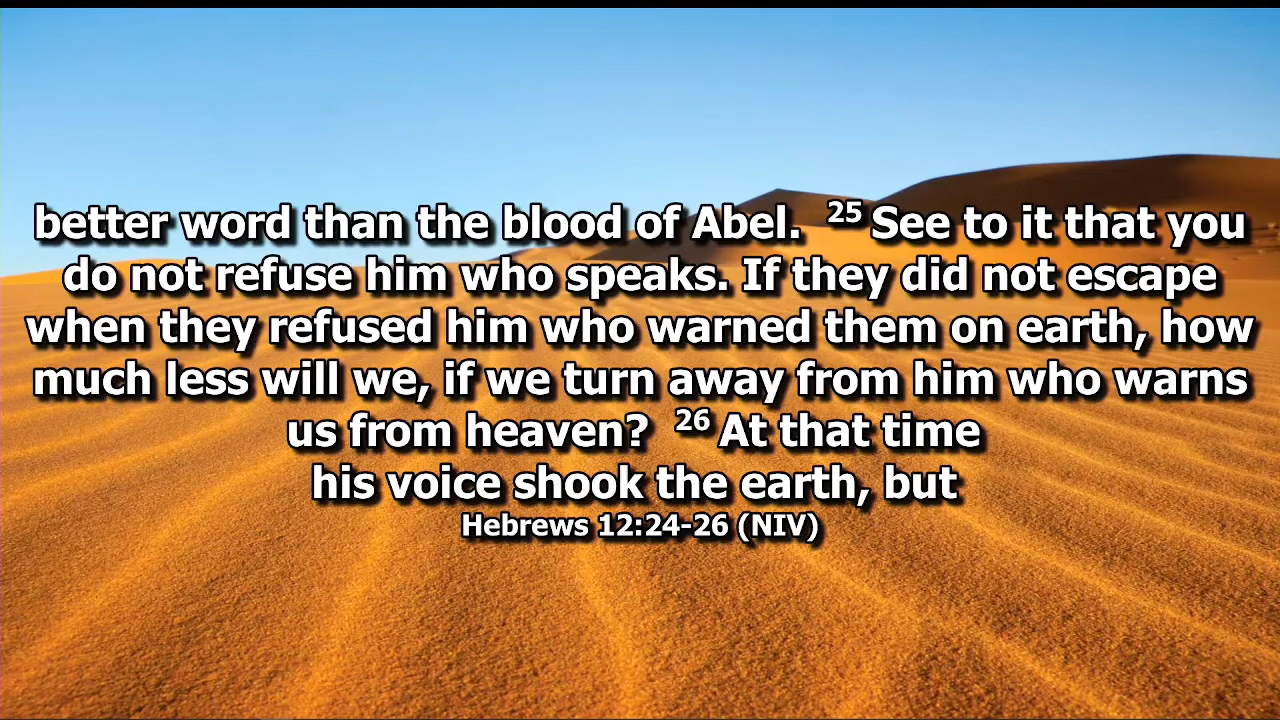 better word than the blood of Abel. 25 See to it that you
do not refuse him who speaks. If they did not escape
when they refused him who warned them on earth, how
much less will we, if we turn away from him who warns
us from heaven? 26 At that time
his voice shook the earth, but
Hebrews 12:24-26 (NIV)